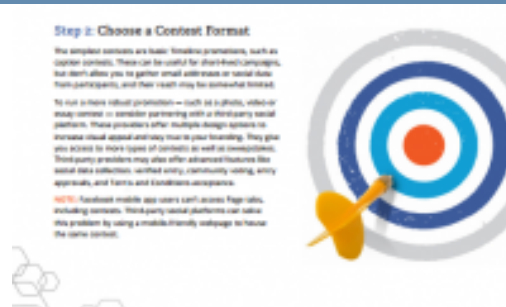 Step 2: Choose a Contest Format
The simplest contests are basic Timeline promotions, such as
caption contests. These can be useful for short-lived campaigns,
but don't allow you to gather email addresses or social data
from participants, and their reach may be somewhat limited.
To run a more robust promotion — such as a photo, video or
essay contest — consider partnering with a third-party social
platform. These providers offer multiple design options to
increase visual appeal and stay true to your branding. They give
you access to more types of contests as well as sweepstakes.
Third-party providers may also offer advanced features like
social data collection, verified entry, community voting, entry
approvals, and Terms and Conditions acceptance.
NOTE: Facebook mobile app users can't access Page tabs,
including contests. Third-party social platforms can solve
this problem by using a mobile-friendly webpage to house
the same contest.